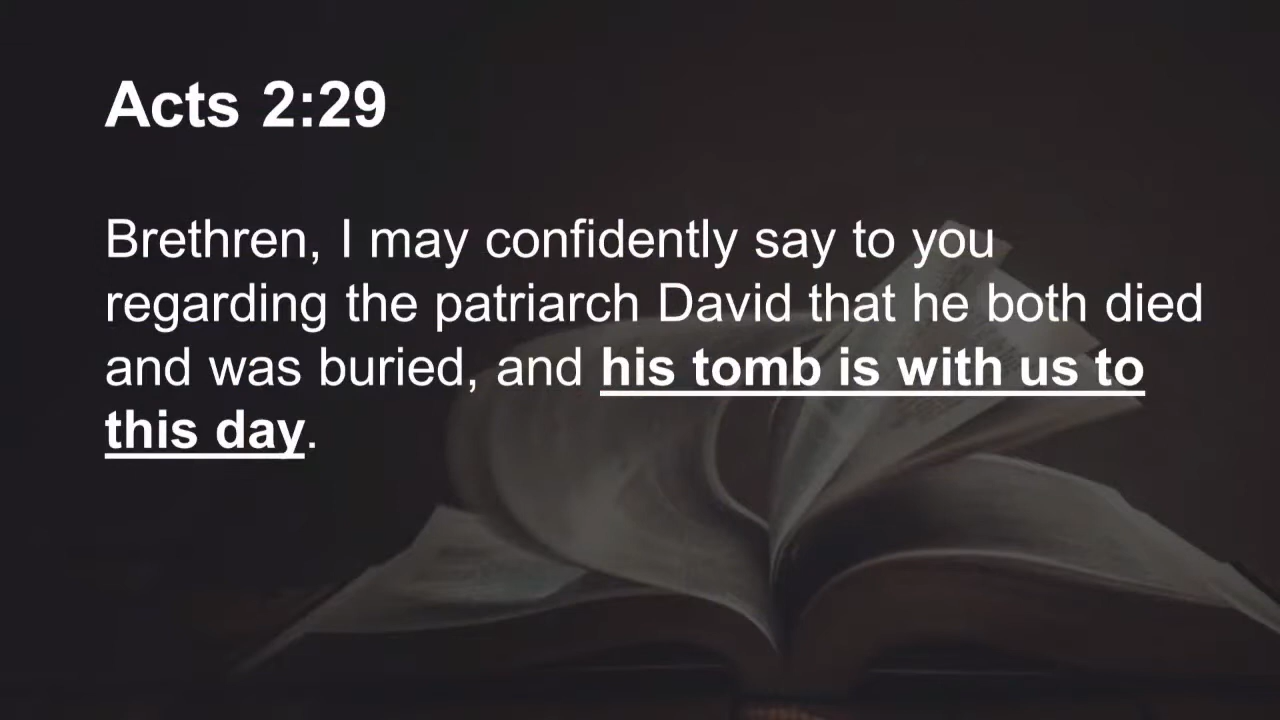 Acts 2:29
Brethren, I may confidently say to you
regarding the patriarch David that he both died
and was buried, and his tomb is with us to
this day.